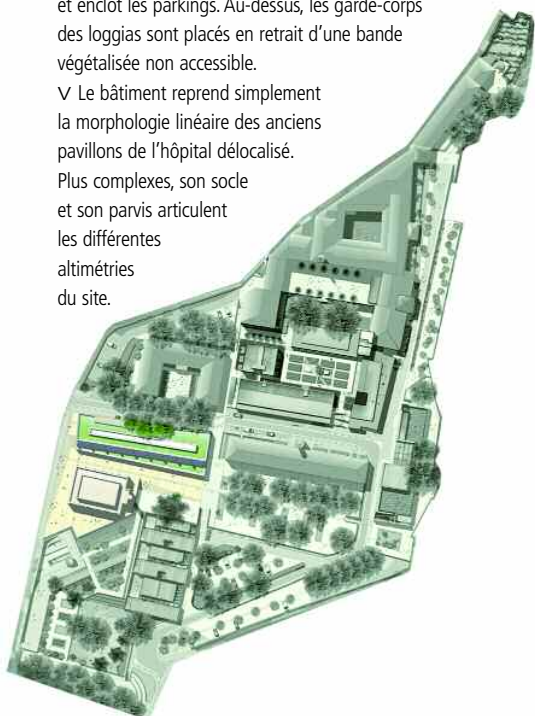 et enclot les parkings. Au-dessus, les garde-corps
des loggias sont placés en retrait d’une bande
végétalisée non accessible.
V Le bâtiment reprend simplement
la morphologie linéaire des anciens
pavillons de l’hôpital délocalisé.
Plus complexes, son socle
et son parvis articulent
les différentes
altimétries
du site.